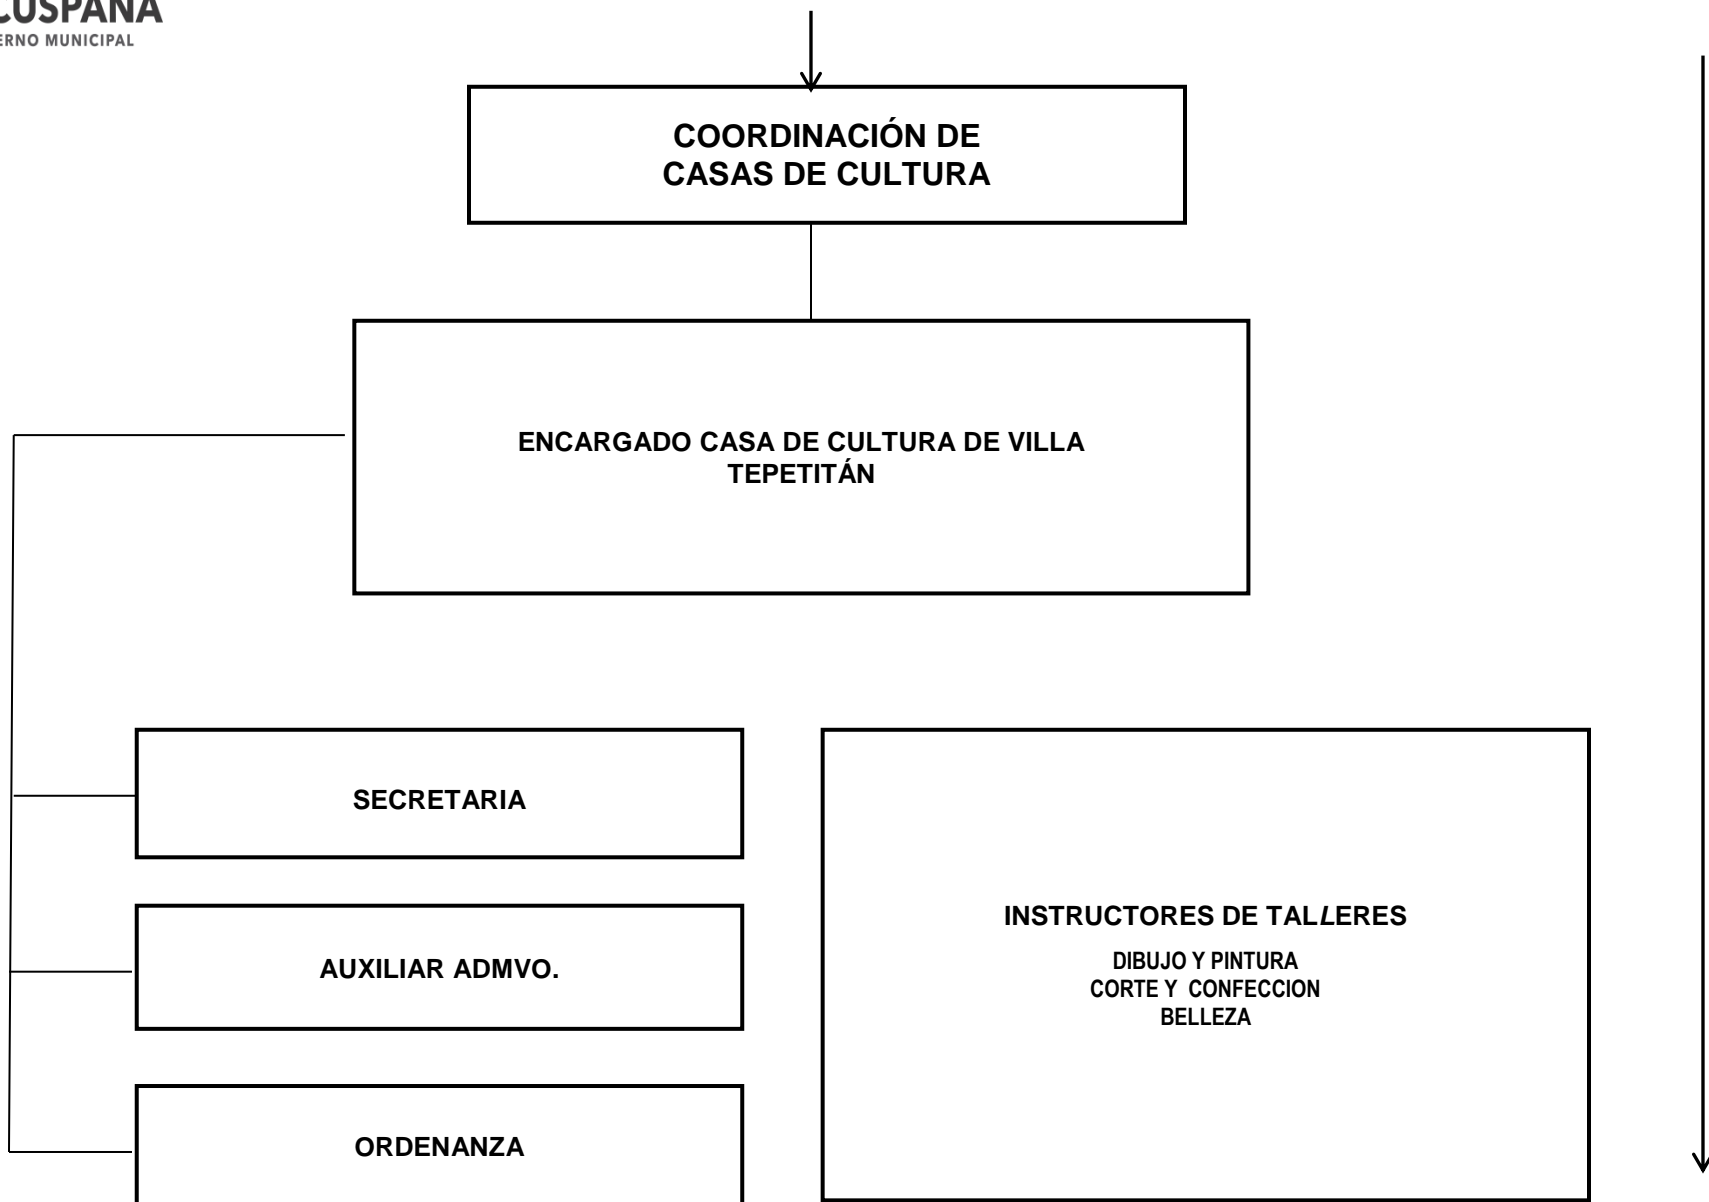 CUSPANA
ERNO MUNICIPAL
COORDINACIÓN DE
CASAS DE CULTURA
ENCARGADO CASA DE CULTURA DE VILLA
TEPETITÁN
SECRETARIA
AUXILIAR ADMVO.
ORDENANZA
INSTRUCTORES DE TALLERES
DIBUJO Y PINTURA
CORTE Y CONFECCION
BELLEZA